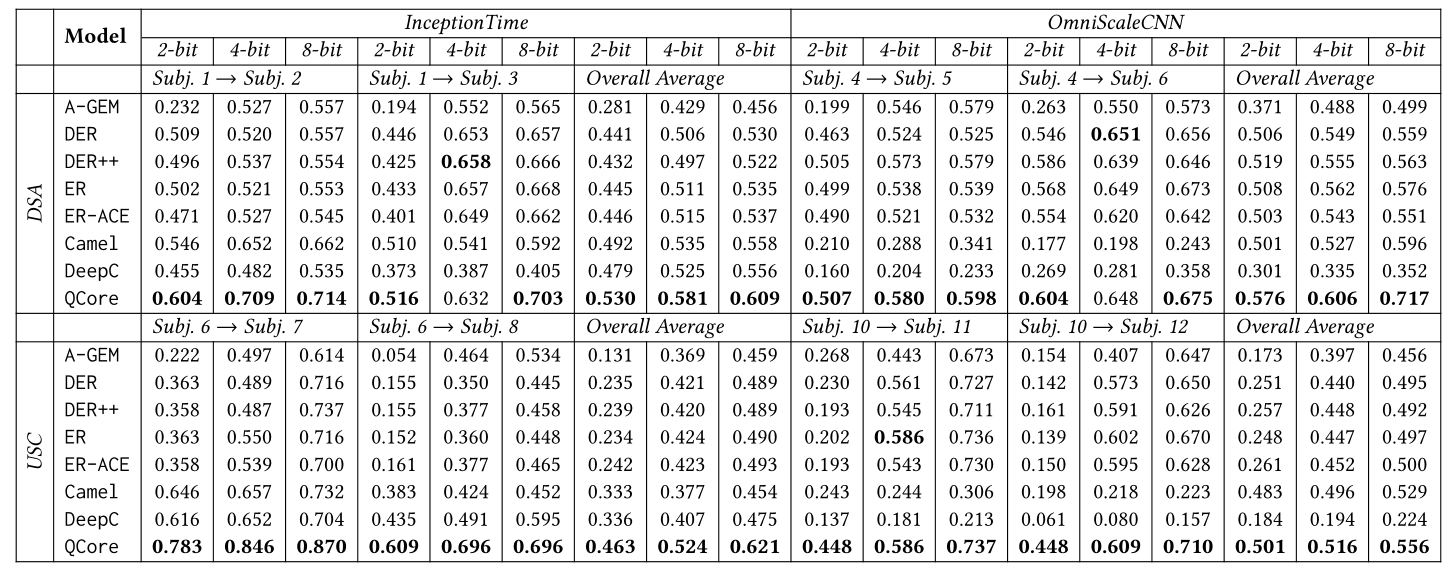 Model InceptionTime OmniScaleCNN
2-bit 4-bit 8-bit 2-bit 4-bit 8-bit 2-bit 4-bit 8-bit 2-bit 4-bit 8-bit 2-bit 4-bit 8-bit 2-bit 4-bit 8-bit
DSA
Subj. 1 → Subj. 2 Subj. 1 → Subj. 3 Overall Average Subj. 4 → Subj. 5 Subj. 4 → Subj. 6 Overall Average
A-GEM 0.232 0.527 0.557 0.194 0.552 0.565 0.281 0.429 0.456 0.199 0.546 0.579 0.263 0.550 0.573 0.371 0.488 0.499
DER 0.509 0.520 0.557 0.446 0.653 0.657 0.441 0.506 0.530 0.463 0.524 0.525 0.546 0.651 0.656 0.506 0.549 0.559
DER++ 0.496 0.537 0.554 0.425 0.658 0.666 0.432 0.497 0.522 0.505 0.573 0.579 0.586 0.639 0.646 0.519 0.555 0.563
ER 0.502 0.521 0.553 0.433 0.657 0.668 0.445 0.511 0.535 0.499 0.538 0.539 0.568 0.649 0.673 0.508 0.562 0.576
ER-ACE 0.471 0.527 0.545 0.401 0.649 0.662 0.446 0.515 0.537 0.490 0.521 0.532 0.554 0.620 0.642 0.503 0.543 0.551
Camel 0.546 0.652 0.662 0.510 0.541 0.592 0.492 0.535 0.558 0.210 0.288 0.341 0.177 0.198 0.243 0.501 0.527 0.596
DeepC 0.455 0.482 0.535 0.373 0.387 0.405 0.479 0.525 0.556 0.160 0.204 0.233 0.269 0.281 0.358 0.301 0.335 0.352
QCore 0.604 0.709 0.714 0.516 0.632 0.703 0.530 0.581 0.609 0.507 0.580 0.598 0.604 0.648 0.675 0.576 0.606 0.717
USC
Subj. 6 → Subj. 7 Subj. 6 → Subj. 8 Overall Average Subj. 10 → Subj. 11 Subj. 10 → Subj. 12 Overall Average
A-GEM 0.222 0.497 0.614 0.054 0.464 0.534 0.131 0.369 0.459 0.268 0.443 0.673 0.154 0.407 0.647 0.173 0.397 0.456
DER 0.363 0.489 0.716 0.155 0.350 0.445 0.235 0.421 0.489 0.230 0.561 0.727 0.142 0.573 0.650 0.251 0.440 0.495
DER++ 0.358 0.487 0.737 0.155 0.377 0.458 0.239 0.420 0.489 0.193 0.545 0.711 0.161 0.591 0.626 0.257 0.448 0.492
ER 0.363 0.550 0.716 0.152 0.360 0.448 0.234 0.424 0.490 0.202 0.586 0.736 0.139 0.602 0.670 0.248 0.447 0.497
ER-ACE 0.358 0.539 0.700 0.161 0.377 0.465 0.242 0.423 0.493 0.193 0.543 0.730 0.150 0.595 0.628 0.261 0.452 0.500
Camel 0.646 0.657 0.732 0.383 0.424 0.452 0.333 0.377 0.454 0.243 0.244 0.306 0.198 0.218 0.223 0.483 0.496 0.529
DeepC 0.616 0.652 0.704 0.435 0.491 0.595 0.336 0.407 0.475 0.137 0.181 0.213 0.061 0.080 0.157 0.184 0.194 0.224
QCore 0.783 0.846 0.870 0.609 0.696 0.696 0.463 0.524 0.621 0.448 0.586 0.737 0.448 0.609 0.710 0.501 0.516 0.556